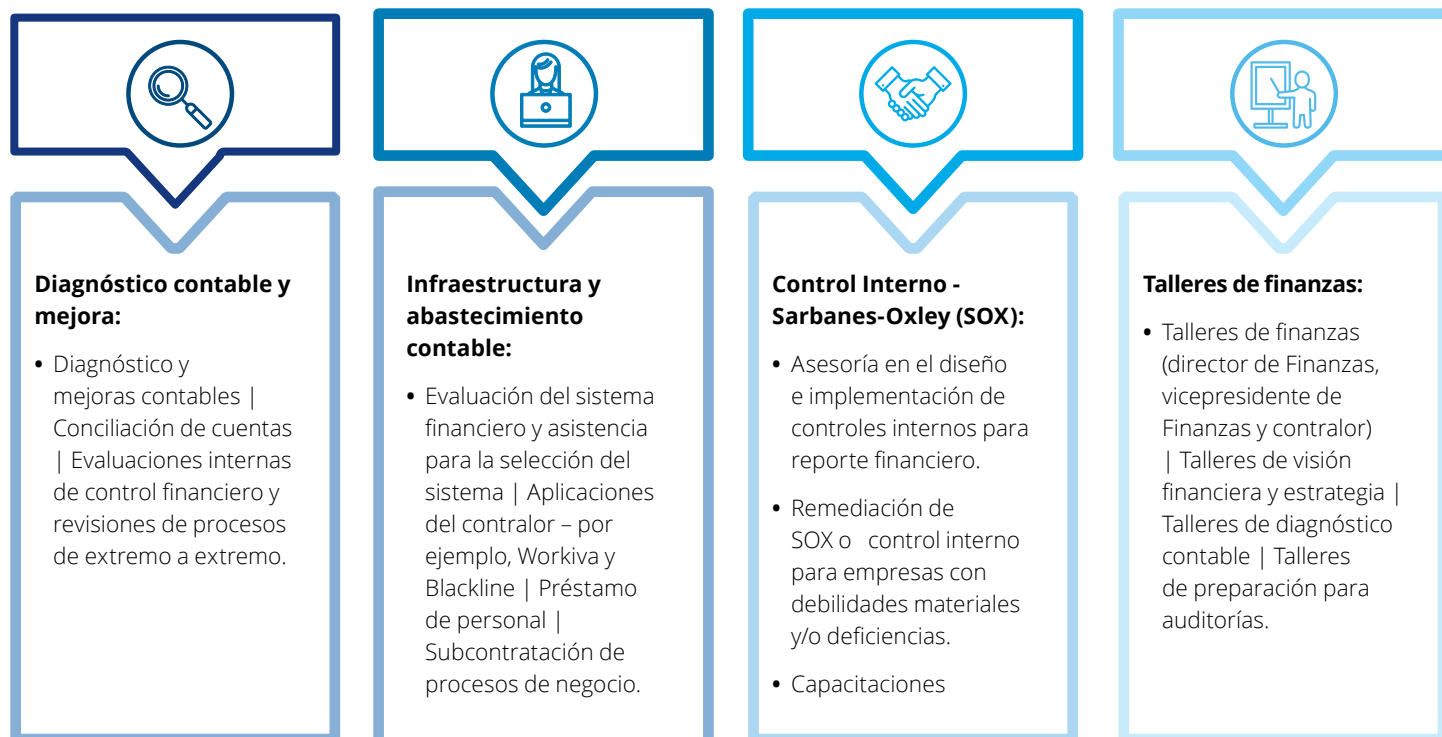 Diagnóstico contable y
mejora:
• Diagnóstico y
mejoras contables |
Conciliación de cuentas
| Evaluaciones internas
de control financiero y
revisiones de procesos
de extremo a extremo.
Infraestructura y
abastecimiento
contable:
• Evaluación del sistema
financiero y asistencia
para la selección del
sistema | Aplicaciones
del contralor – por
ejemplo, Workiva y
Blackline | Préstamo
de personal |
Subcontratación de
procesos de negocio.
Control Interno -
Sarbanes-Oxley (SOX):
• Asesoría en el diseño
e implementación de
controles internos para
reporte financiero.
• Remediación de
SOX o control interno
para empresas con
debilidades materiales
y/o deficiencias.
• Capacitaciones
Talleres de finanzas:
• Talleres de finanzas
(director de Finanzas,
vicepresidente de
Finanzas y contralor)
| Talleres de visión
financiera y estrategia |
Talleres de diagnóstico
contable | Talleres
de preparación para
auditorías.